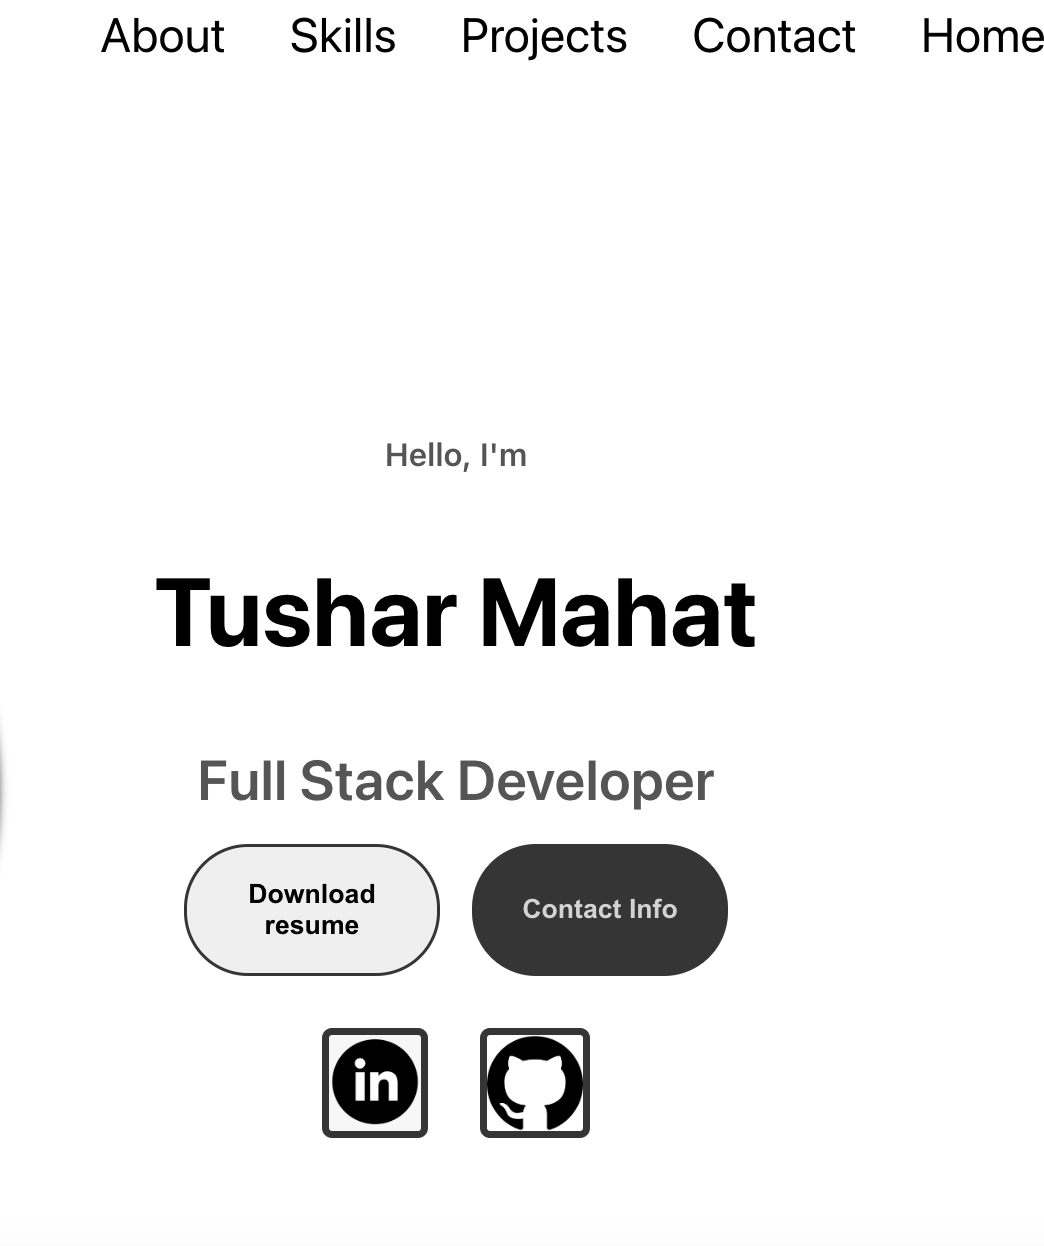 About Skills Projects Contact Home
Hello, I'm
Tushar Mahat
Full Stack Developer
Download
resume
Contact Info
in